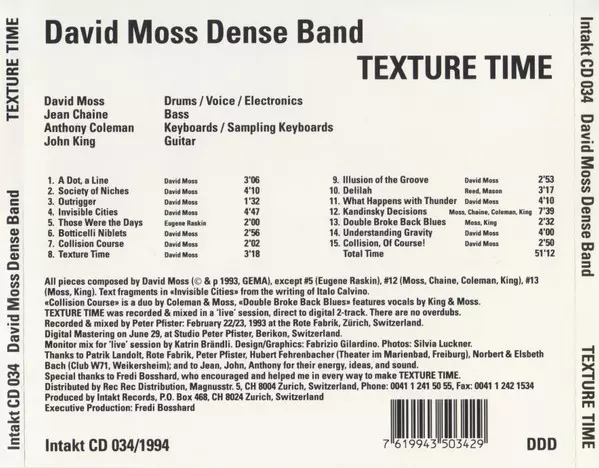 TEXTURE TIME
David Moss Dense Band
Intakt CD 034
David Moss Dense Band
TEXTURE TIME
David Moss Drums / Voice / Electronics
Jean Chaine Bass
Anthony Coleman Keyboards / Sampling Keyboards
John King Guitar
1. A Dot, a Line David Moss 3'06
2. Society of Niches David Moss 4'10
3. Outrigger David Moss 1'32
4. Invisible Cities David Moss 4'47
5. Those Were the Days Eugene Raskin 2'00
6. Botticelli Niblets David Moss 2'56
7. Collision Course David Moss 2'02
8. Texture Time David Moss 3'18
9. Illusion of the Groove David Moss 2'53
10. Delilah Reed, Mason 3'17
11. What Happens with Thunder David Moss 4'10
12. Kandinsky Decisions Moss, Chaine, Coleman, King 7'39
13. Double Broke Back Blues Moss, King 2'32
14. Understanding Gravity David Moss 4'00
15. Collision, Of Course! David Moss 2'50
Total Time 51'12
All pieces composed by David Moss (© & p 1993, GEMA), except #5 (Eugene Raskin), #12 (Moss, Chaine, Coleman, King), #13
(Moss, King). Text fragments in «Invisible Cities» from the writing of Italo Calvino.
«Collision Course» is a duo by Coleman & Moss, «Double Broke Back Blues» features vocals by King & Moss.
TEXTURE TIME was recorded & mixed in a 'live' session, direct to digital 2-track. There are no overdubs.
Recorded & mixed by Peter Pfister: February 22/23, 1993 at the Rote Fabrik, Zürich, Switzerland.
Digital Mastering on June 29, at Studio Peter Pfister, Berikon, Switzerland.
Monitor mix for 'live' session by Katrin Brändli. Design/Graphics: Fabrizio Gilardino. Photos: Silvia Luckner.
Thanks to Patrik Landolt, Rote Fabrik, Peter Pfister, Hubert Fehrenbacher (Theater im Marienbad, Freiburg), Norbert & Elsbeth
Bach (Club W71, Weikersheim); and to Jean, John, Anthony for their energy, ideas, and sound.
Special thanks to Fredi Bosshard, who encouraged and helped me in every way to make TEXTURE TIME.
Distributed by Rec Rec Distribution, Magnusstr. 5, CH 8004 Zurich, Switzerland, Phone: 0041 1 241 50 55, Fax: 0041 1 242 1534
Produced by Intakt Records, P.O. Box 468, CH 8024 Zurich, Switzerland
Executive Production: Fredi Bosshard
Intakt CD 034/1994
7 619943 503429
DDD
Intakt CD 034
David Moss Dense Band
TEXTURE TIME